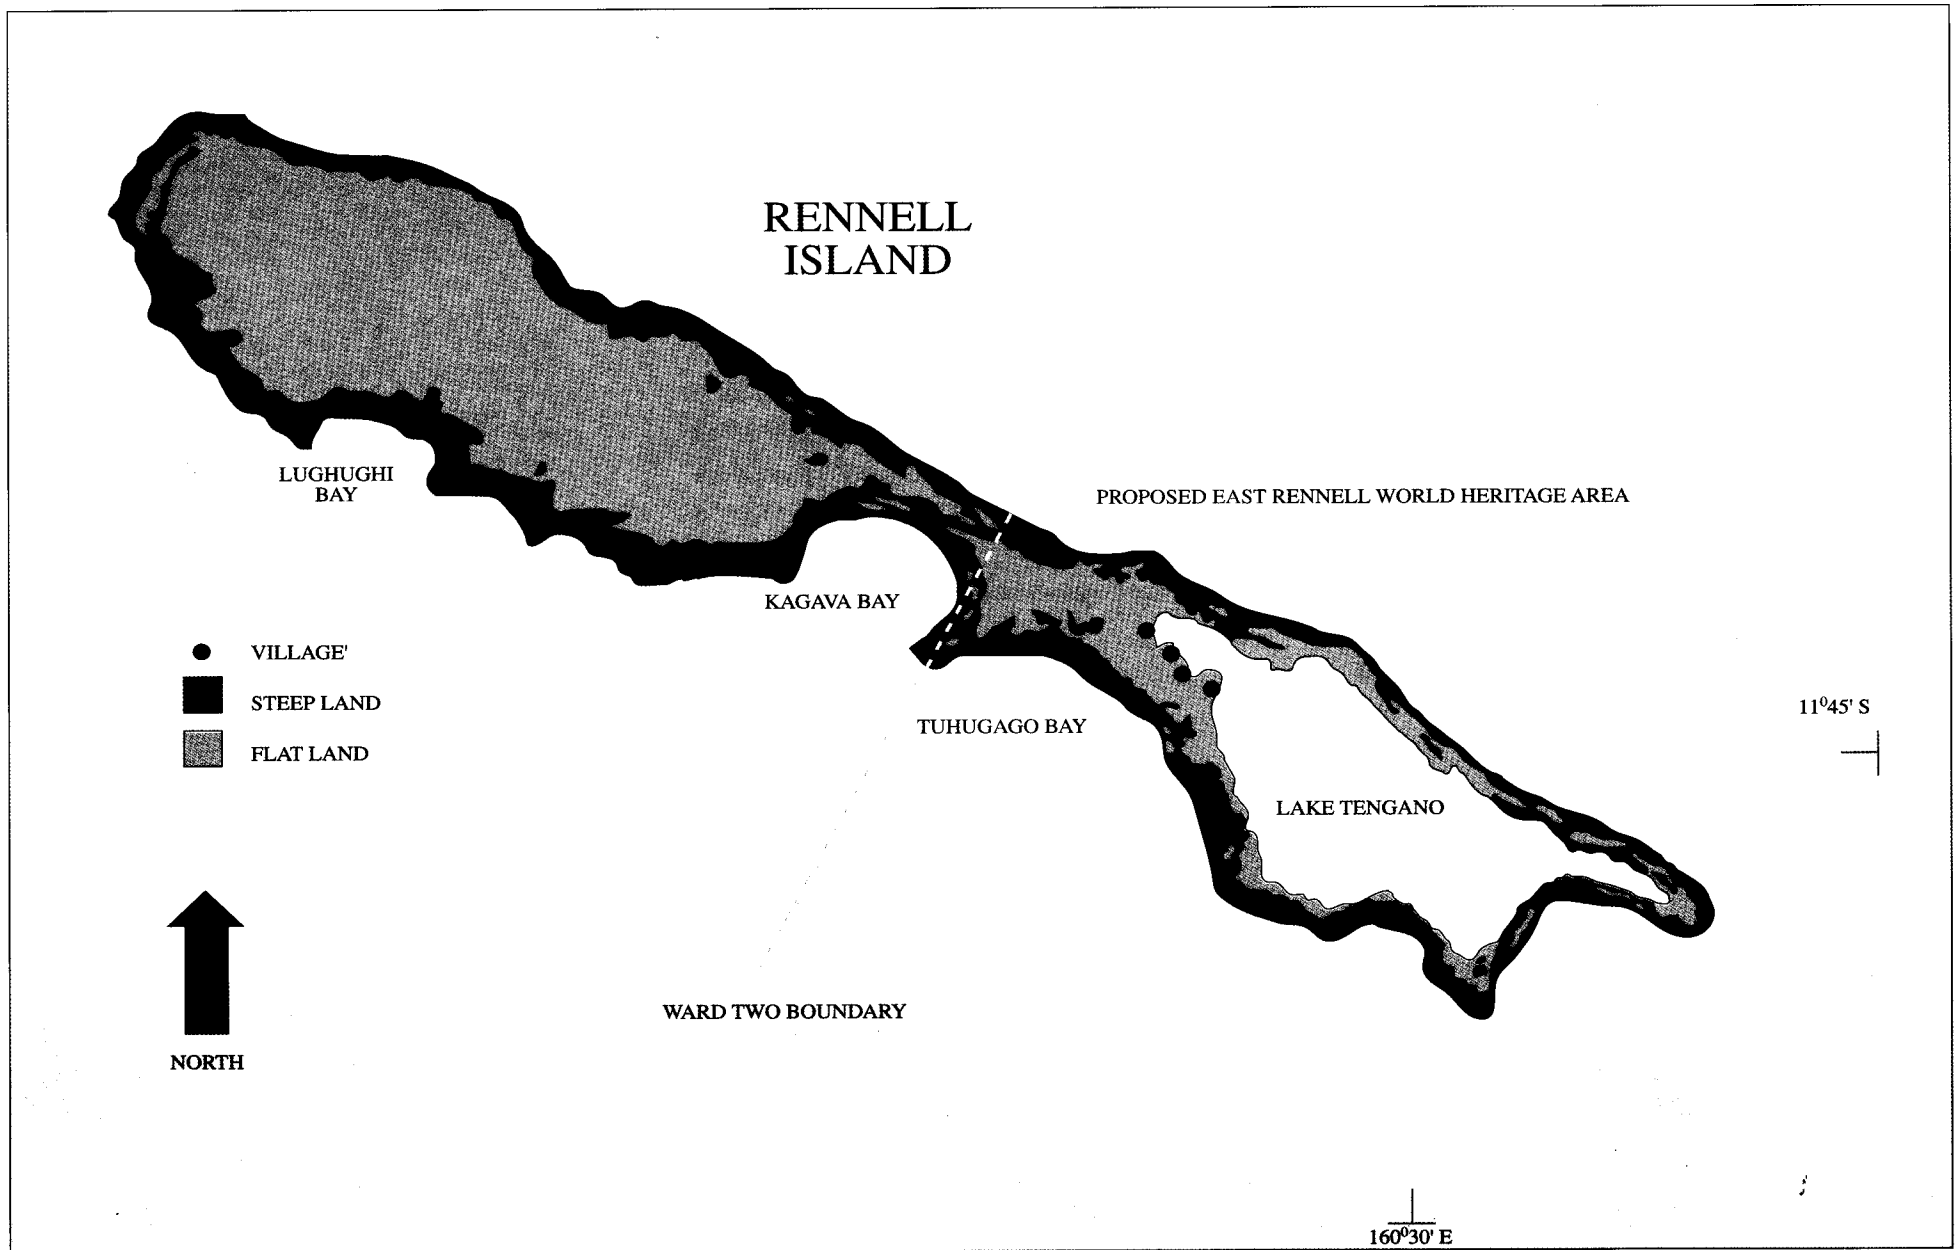 RENNELL
ISLAND
LUGHUGHI
BAY
PROPOSED EAST RENNELL WORLD HERITAGE AREA
KAGAVA BAY
VILLAGE'
STEEP LAND
FLAT LAND
TUHUGAGO BAY
11⁰45' S
LAKE TENGANO
WARD TWO BOUNDARY
NORTH
160⁰30' E